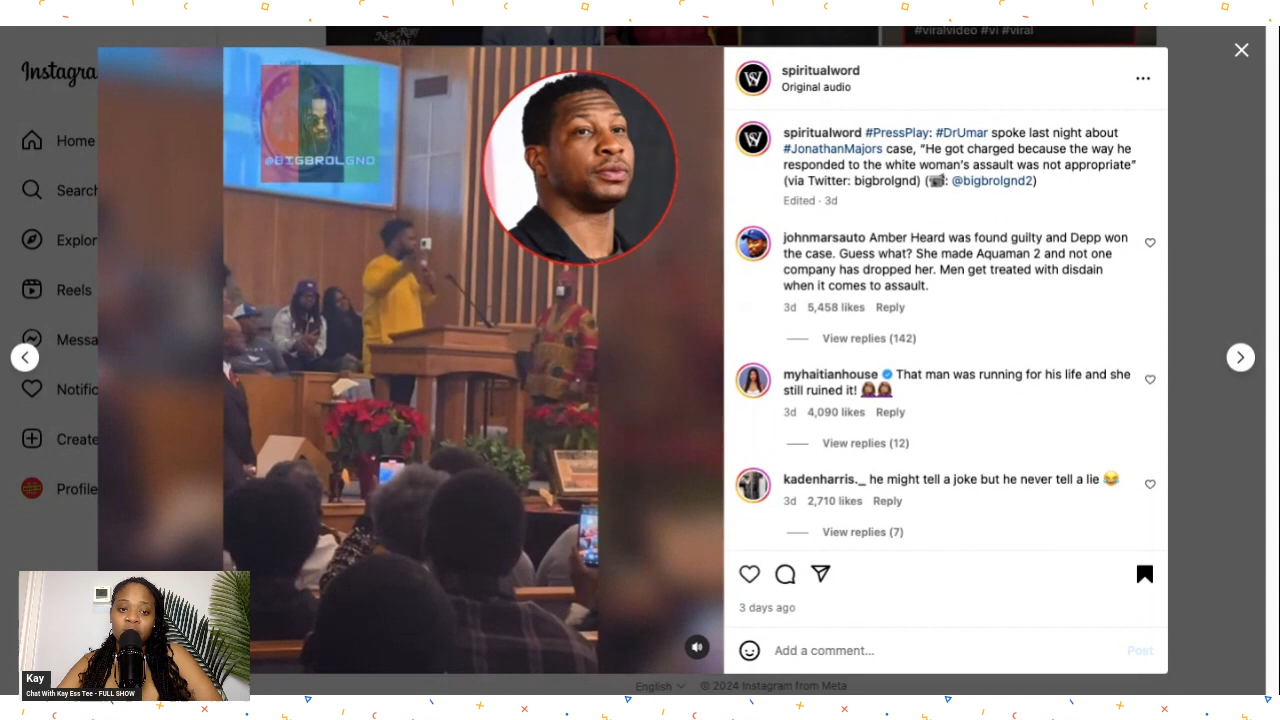 #viralvideo #vi #viral
Instagra
Home
Search
Explor
Reels
Messa
Notific
Create
Profile
@BIGBROLGND
spiritualword
Original audio
spiritualword #PressPlay: #DrUmar spoke last night about
#JonathanMajors case, “He got charged because the way he
responded to the white woman’s assault was not appropriate”
(via Twitter: bigbrolgnd) (📹: @bigbrolgnd2)
Edited · 3d
johnmarsauto Amber Heard was found guilty and Depp won
the case. Guess what? She made Aquaman 2 and not one
company has dropped her. Men get treated with disdain
when it comes to assault.
3d 5,458 likes Reply
View replies (142)
myhaitianhouse That man was running for his life and she
still ruined it! 🤦🏾‍♀️🤦🏾‍♀️
3d 4,090 likes Reply
View replies (12)
kadenharris._ he might tell a joke but he never tell a lie 😂
3d 2,710 likes Reply
View replies (7)
3 days ago
Add a comment...
Post
Kay
Chat With Kay Ess Tee - FULL SHOW
English
© 2024 Instagram from Meta